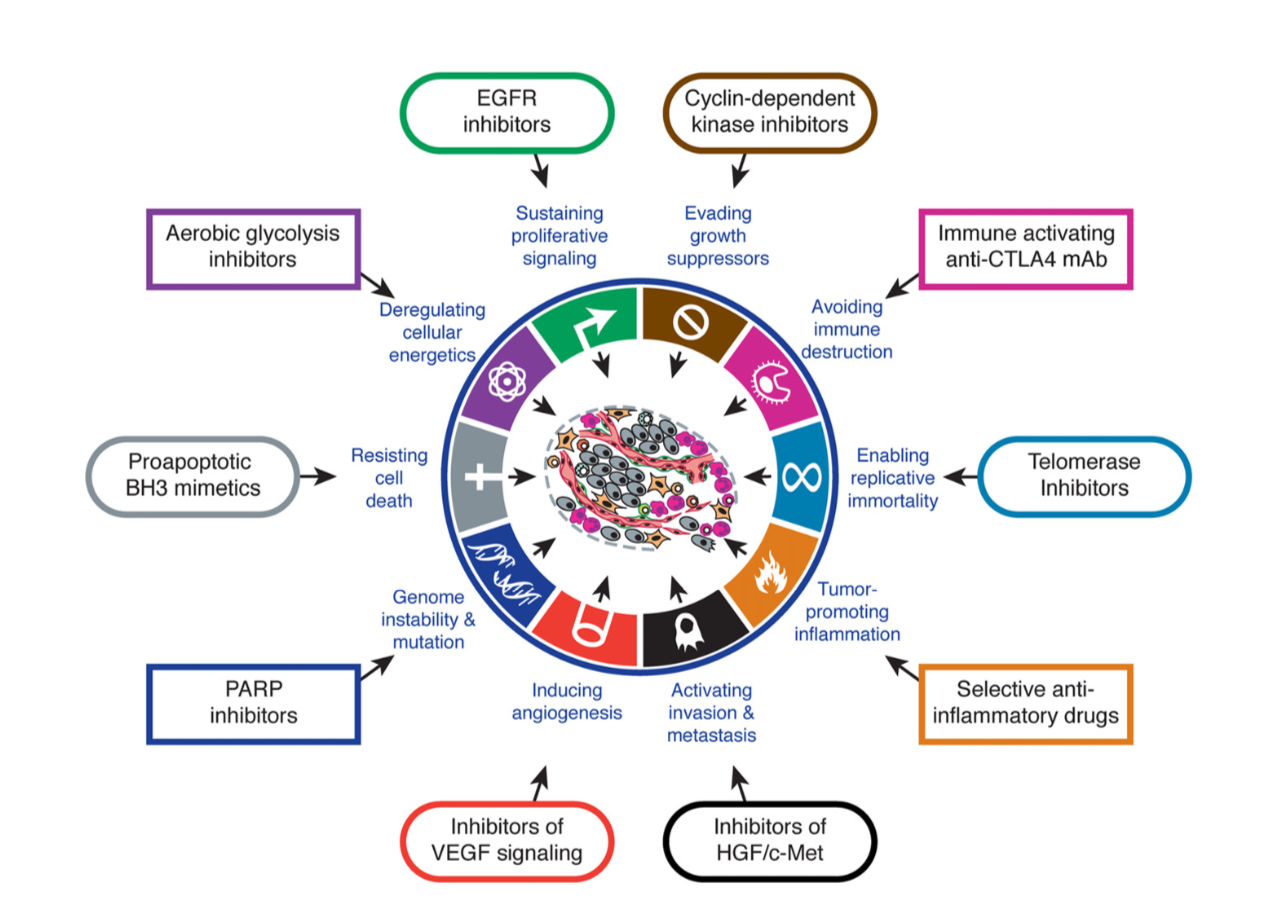 EGFR
inhibitors
Cyclin-dependent
kinase inhibitors
Aerobic glycolysis
inhibitors
Sustaining
proliferative
signaling
Evading
growth
suppressors
Immune activating
anti-CTLA4 mAb
Deregulating
cellular
energetics
Avoiding
immune
destruction
Proapoptotic
BH3 mimetics
Resisting
cell
death
Enabling
replicative
immortality
Telomerase
Inhibitors
Genome
instability &
mutation
Tumor-
promoting
inflammation
PARP
inhibitors
Inducing
angiogenesis
Activating
invasion &
metastasis
Selective anti-
inflammatory drugs
Inhibitors of
VEGF signaling
Inhibitors of
HGF/c-Met